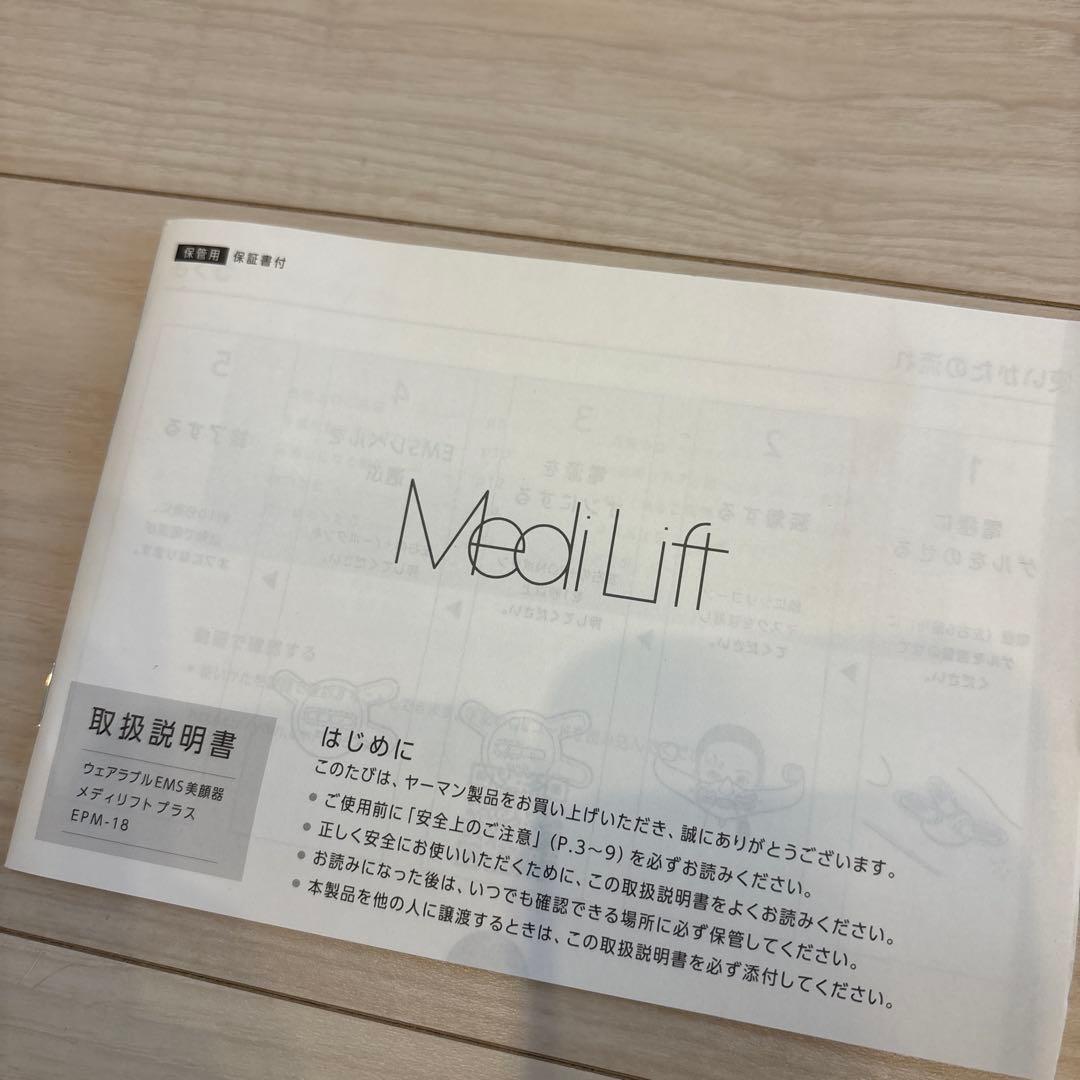 保管用 保証書付
Medi Lift
取扱説明書
ウェアラブルEMS美顔器
メディリフト プラス
EPM-18
はじめに
このたびは、ヤーマン製品をお買い上げいただき、誠にありがとうございます。
● ご使用前に「安全上のご注意」(P.3〜9)を必ずお読みください。
● 正しく安全にお使いいただくために、この取扱説明書をよくお読みください。
● お読みになった後は、いつでも確認できる場所に必ず保管してください。
● 本製品を他の人に譲渡するときは、この取扱説明書を必ず添付してください。